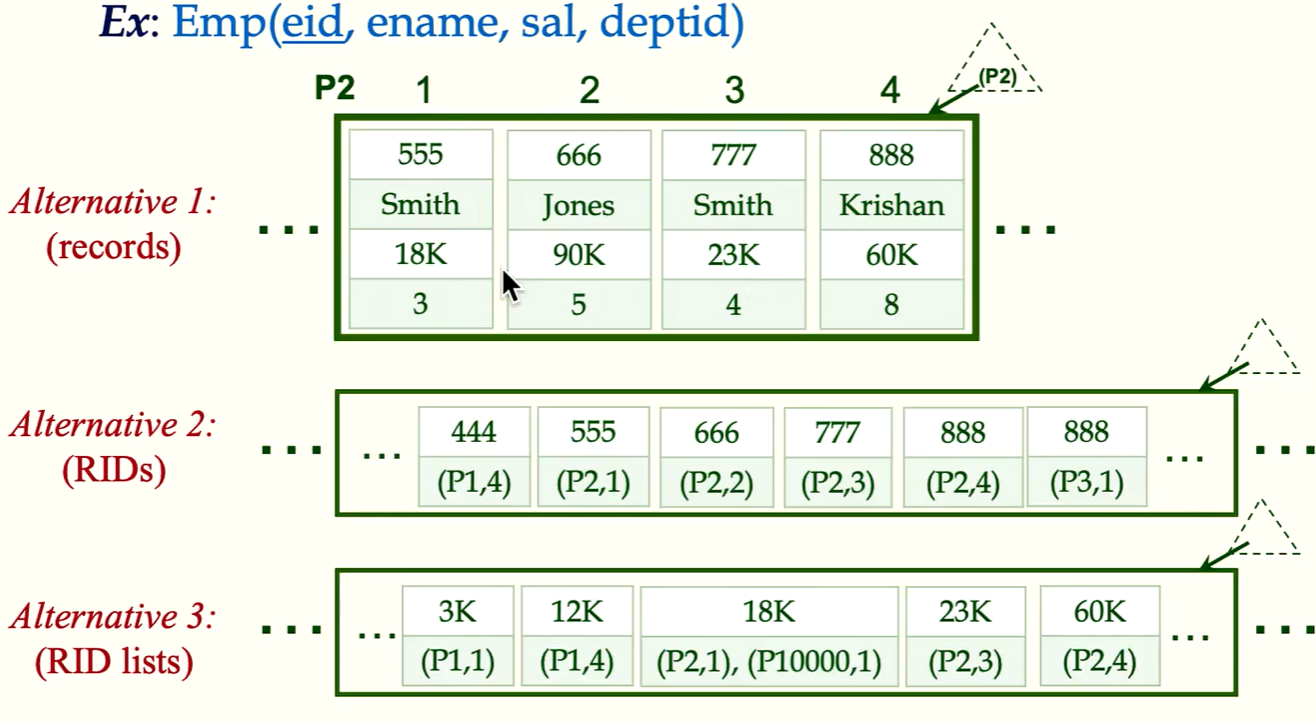 Ex: Emp(eid, ename, sal, deptid)
P2 1 2 3 4 (P2)
Alternative 1:
(records)
...
555 666 777 888
Smith Jones Smith Krishan
18K 90K 23K 60K
3 5 4 8
...
Alternative 2:
(RIDs)
... ... 444 555 666 777 888 888 ... ...
(P1,4) (P2,1) (P2,2) (P2,3) (P2,4) (P3,1)
Alternative 3:
(RID lists)
... ... 3K 12K 18K 23K 60K ... ...
(P1,1) (P1,4) (P2,1), (P10000,1) (P2,3) (P2,4)